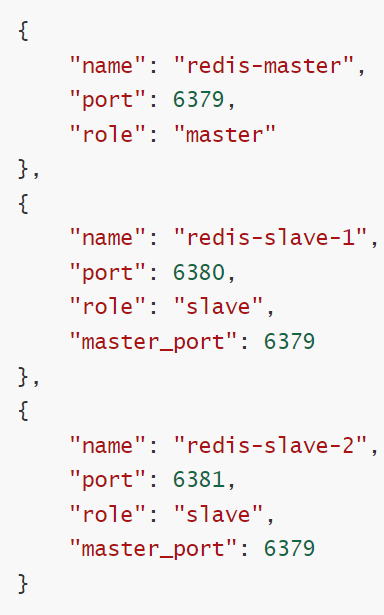 {
    "name": "redis-master",
    "port": 6379,
    "role": "master"
},
{
    "name": "redis-slave-1",
    "port": 6380,
    "role": "slave",
    "master_port": 6379
},
{
    "name": "redis-slave-2",
    "port": 6381,
    "role": "slave",
    "master_port": 6379
}